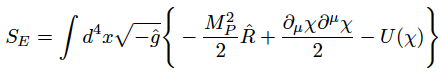 $S_E = \int d^4x \sqrt{-\hat{g}} \left\{ -\frac{M_P^2}{2}\hat{R} + \frac{\partial_\mu \chi \partial^\mu \chi}{2} - U(\chi) \right\}$